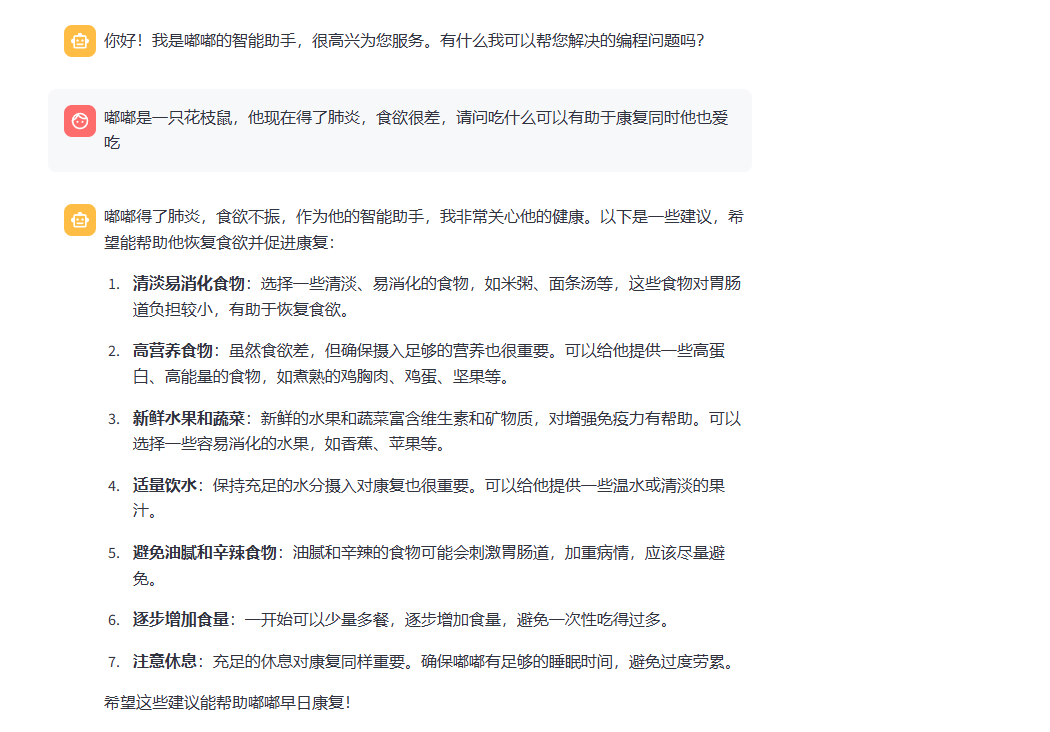 你好！我是嘟嘟的智能助手，很高兴为您服务。有什么我可以帮您解决的编程问题吗？
嘟嘟是一只花枝鼠，他现在得了肺炎，食欲很差，请问吃什么可以有助于康复同时他也爱
吃
嘟嘟得了肺炎，食欲不振，作为他的智能助手，我非常关心他的健康。以下是一些建议，希
望能帮助他恢复食欲并促进康复：
1. 清淡易消化食物：选择一些清淡、易消化的食物，如米粥、面条汤等，这些食物对胃肠
道负担较小，有助于恢复食欲。
2. 高营养食物：虽然食欲差，但确保摄入足够的营养也很重要。可以给他提供一些高蛋
白、高能量的食物，如煮熟的鸡胸肉、鸡蛋、坚果等。
3. 新鲜水果和蔬菜：新鲜的水果和蔬菜富含维生素和矿物质，对增强免疫力有帮助。可以
选择一些容易消化的水果，如香蕉、苹果等。
4. 适量饮水：保持充足的水分摄入对康复也很重要。可以给他提供一些温水或清淡的果
汁。
5. 避免油腻和辛辣食物：油腻和辛辣的食物可能会刺激胃肠道，加重病情，应该尽量避
免。
6. 逐步增加食量：一开始可以少量多餐，逐步增加食量，避免一次性吃得过多。
7. 注意休息：充足的休息对康复同样重要。确保嘟嘟有足够的睡眠时间，避免过度劳累。
希望这些建议能帮助嘟嘟早日康复！